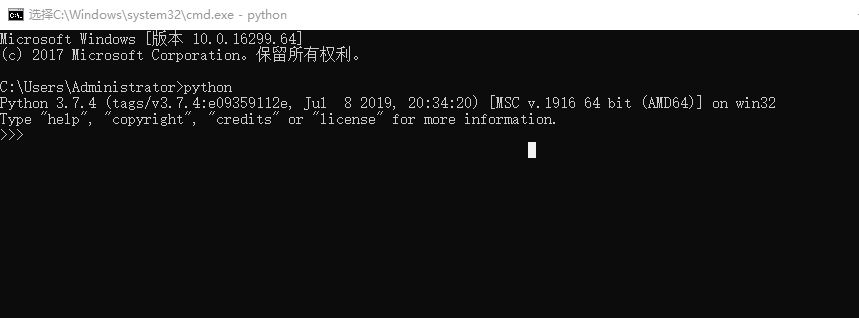 选择C:\Windows\system32\cmd.exe - python
Microsoft Windows [版本 10.0.16299.64]
(c) 2017 Microsoft Corporation。保留所有权利。
C:\Users\Administrator>python
Python 3.7.4 (tags/v3.7.4:e09359112e, Jul  8 2019, 20:34:20) [MSC v.1916 64 bit (AMD64)] on win32
Type "help", "copyright", "credits" or "license" for more information.
>>>